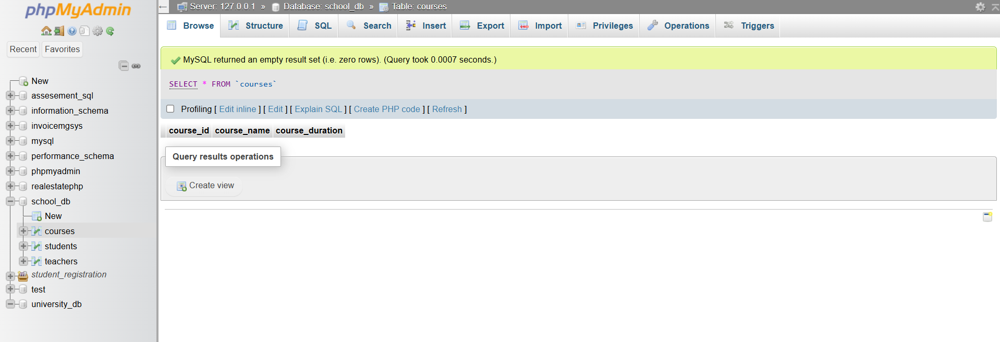 phpMyAdmin
Recent Favorites
New
assesement_sql
information_schema
invoicemgsys
mysql
performance_schema
phpmyadmin
realestatephp
school_db
New
courses
students
teachers
student_registration
test
university_db
Server: 127.0.0.1 » Database: school_db » Table: courses
Browse Structure SQL Search Insert Export Import Privileges Operations Triggers
MySQL returned an empty result set (i.e. zero rows). (Query took 0.0007 seconds.)
SELECT * FROM `courses`
Profiling [ Edit inline ] [ Edit ] [ Explain SQL ] [ Create PHP code ] [ Refresh ]
course_id course_name course_duration
Query results operations
Create view